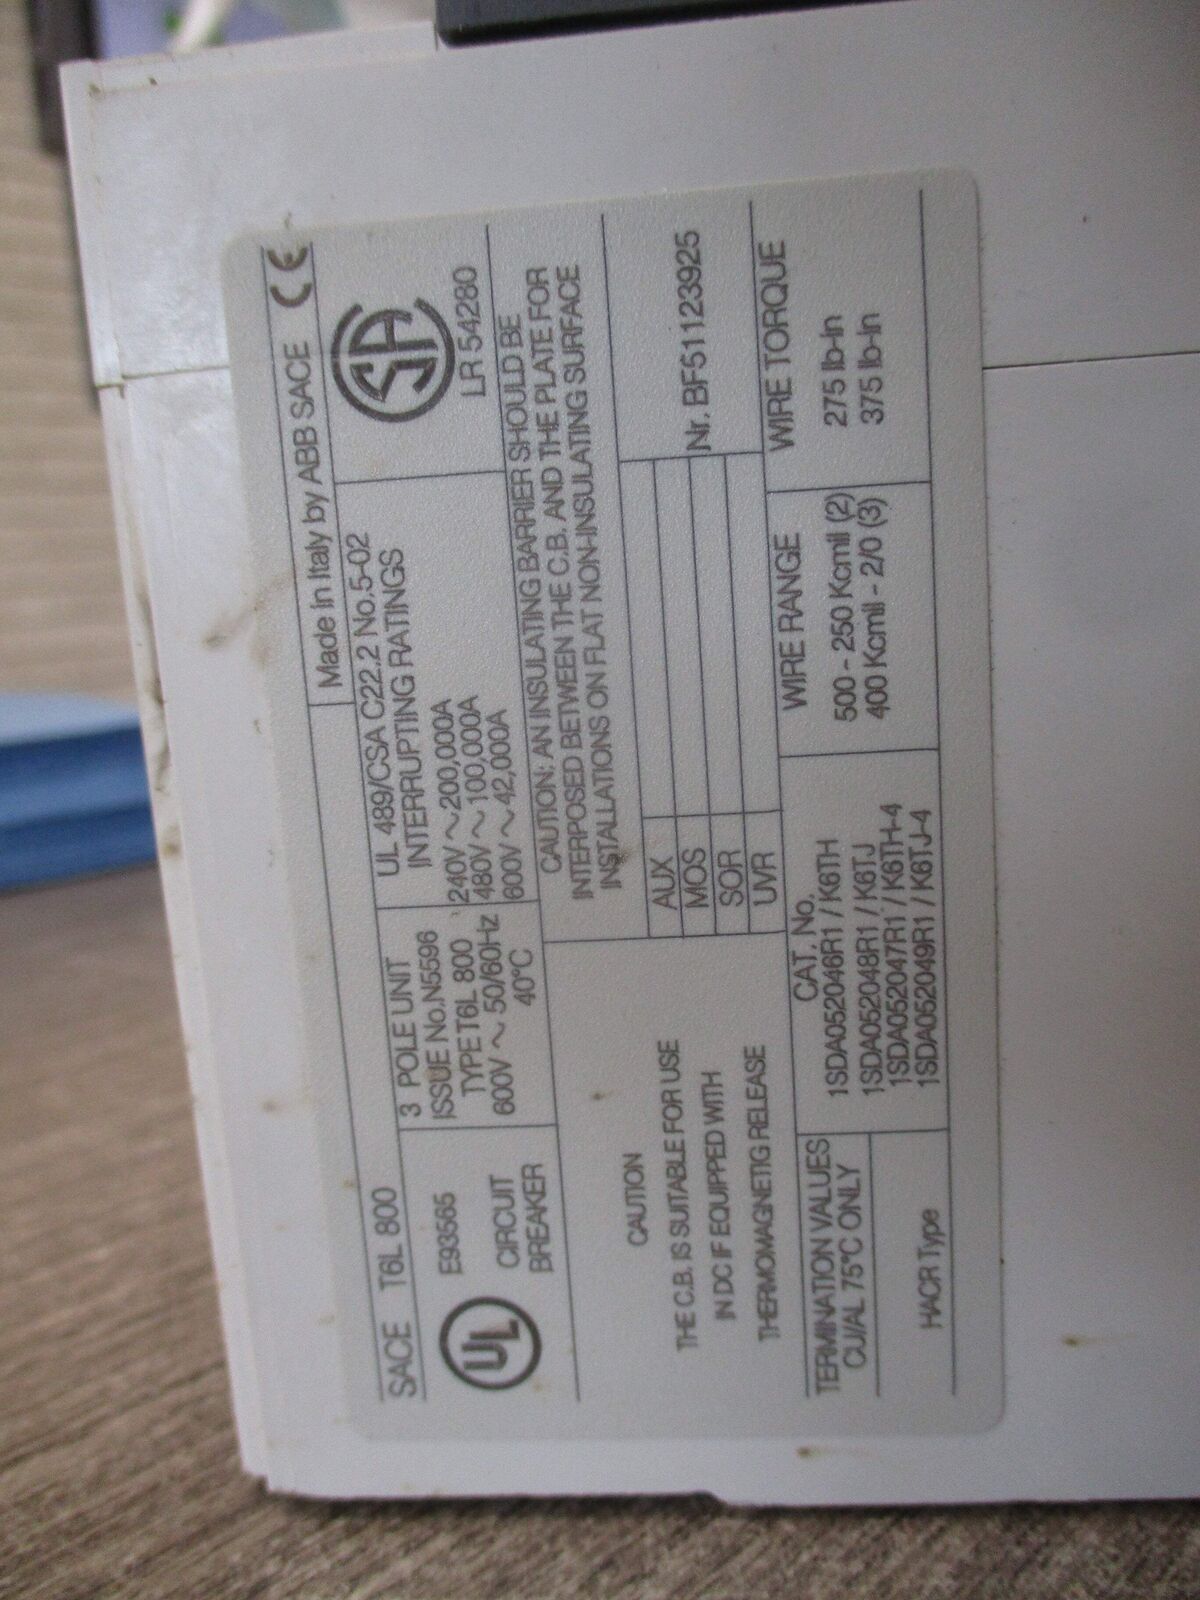 SACE T6L 800
Made in Italy by ABB SACE CE
UL
E93565
CIRCUIT
BREAKER
3 POLE UNIT
ISSUE No.N5596
TYPE T6L 800
600V ~ 50/60Hz
40°C
UL 489/CSA C22.2 No.5-02
INTERRUPTING RATINGS
240V ~ 200,000A
480V ~ 100,000A
600V ~ 42,000A
SA
LR 54280
CAUTION: AN INSULATING BARRIER SHOULD BE
INTERPOSED BETWEEN THE C.B. AND THE PLATE FOR
INSTALLATIONS ON FLAT NON-INSULATING SURFACE
CAUTION
THE C.B. IS SUITABLE FOR USE
IN DC IF EQUIPPED WITH
THERMOMAGNETIG RELEASE
AUX
MOS
SOR
UVR
Nr. BF51123925
TERMINATION VALUES
CU/AL 75°C ONLY
HACR Type
CAT. No.
1SDA052046R1 / K6TH
1SDA052048R1 / K6TJ
1SDA052047R1 / K6TH-4
1SDA052049R1 / K6TJ-4
WIRE RANGE
500 - 250 Kcmil (2)
400 Kcmil - 2/0 (3)
WIRE TORQUE
275 lb-in
375 lb-in